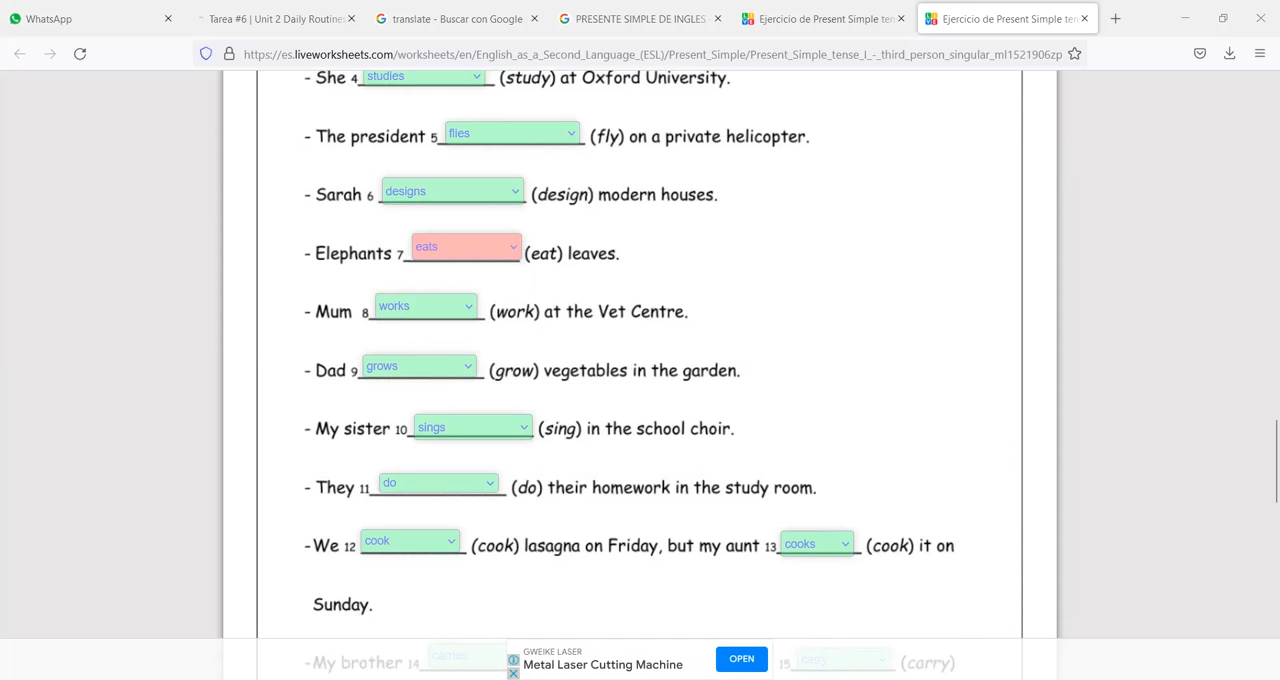 WhatsApp
Tarea #6 | Unit 2 Daily Routines
translate - Buscar con Google
PRESENTE SIMPLE DE INGLES -
Ejercicio de Present Simple ten
Ejercicio de Present Simple ten
https://es.liveworksheets.com/worksheets/en/English_as_a_Second_Language_(ESL)/Present_Simple/Present_Simple_tense_I_-_third_person_singular_ml1521906zp
- She 4 studies (study) at Oxford University.
- The president 5 flies (fly) on a private helicopter.
- Sarah 6 designs (design) modern houses.
- Elephants 7 eats (eat) leaves.
- Mum 8 works (work) at the Vet Centre.
- Dad 9 grows (grow) vegetables in the garden.
- My sister 10 sings (sing) in the school choir.
- They 11 do (do) their homework in the study room.
- We 12 cook (cook) lasagna on Friday, but my aunt 13 cooks (cook) it on
Sunday.
- My brother 14 carries 15 carry (carry)
GWEIKE LASER
Metal Laser Cutting Machine
OPEN